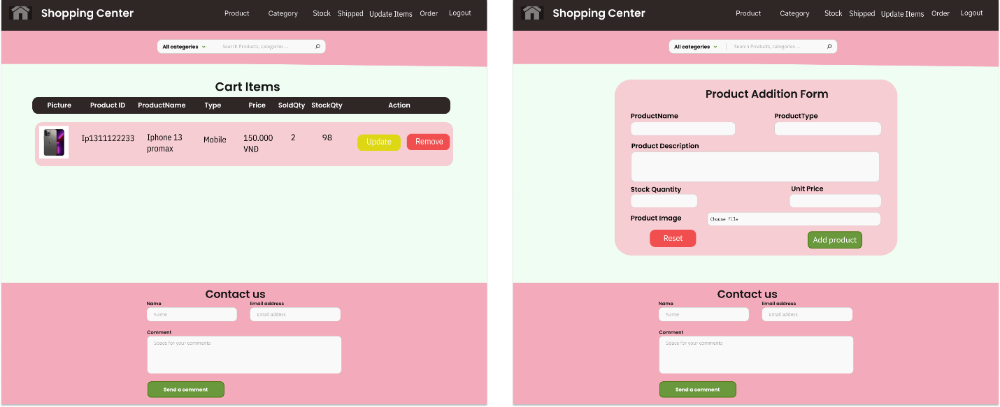 Shopping Center
Product Category Stock Shipped Update Items Order Logout
All categories Search Products, categories ...
Cart Items
Picture Product ID ProductName Type Price SoldQty StockQty Action
Ip1311122233 Iphone 13 promax Mobile 150.000 VNĐ 2 98 Update Remove
Contact us
Name Email address
Name Email addess
Comment
Space for your comments
Send a comment
Shopping Center
Product Category Stock Shipped Update Items Order Logout
All categories Search Products, categories ...
Product Addition Form
ProductName ProductType
Product Description
Stock Quantity Unit Price
Product Image Choose File
Reset Add product
Contact us
Name Email address
Name Email addess
Comment
Space for your comments
Send a comment